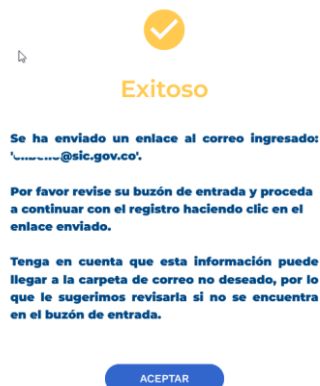 Exitoso
Se ha enviado un enlace al correo ingresado:
@sic.gov.co'.
Por favor revise su buzón de entrada y proceda
a continuar con el registro haciendo clic en el
enlace enviado.
Tenga en cuenta que esta información puede
llegar a la carpeta de correo no deseado, por lo
que le sugerimos revisarla si no se encuentra
en el buzón de entrada.
ACEPTAR